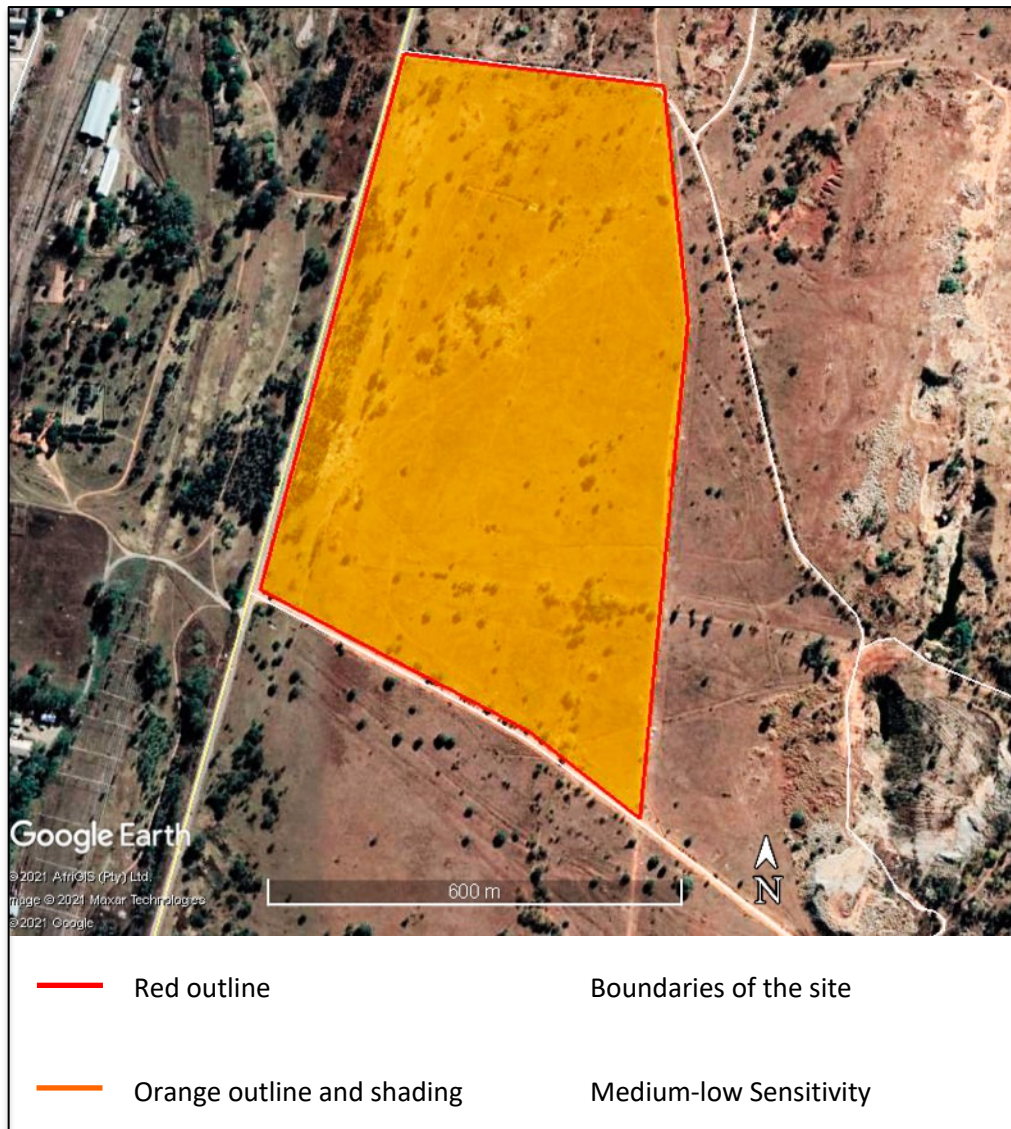 Google Earth
© 2021 AfriGIS (Pty) Ltd.
mage © 2021 Maxar Technologies
© 2021 Google
600 m
N
Red outline Boundaries of the site
Orange outline and shading Medium-low Sensitivity